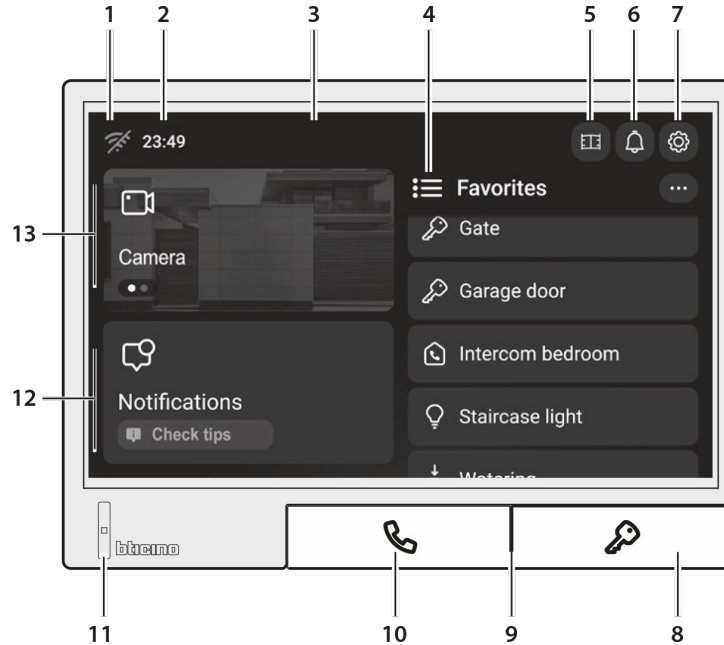 1 2 3 4 5 6 7
23:49
Favorites ...
13
Camera
Gate
Garage door
Intercom bedroom
12
Notifications
Check tips
Staircase light
Watering
bticino
11 10 9 8